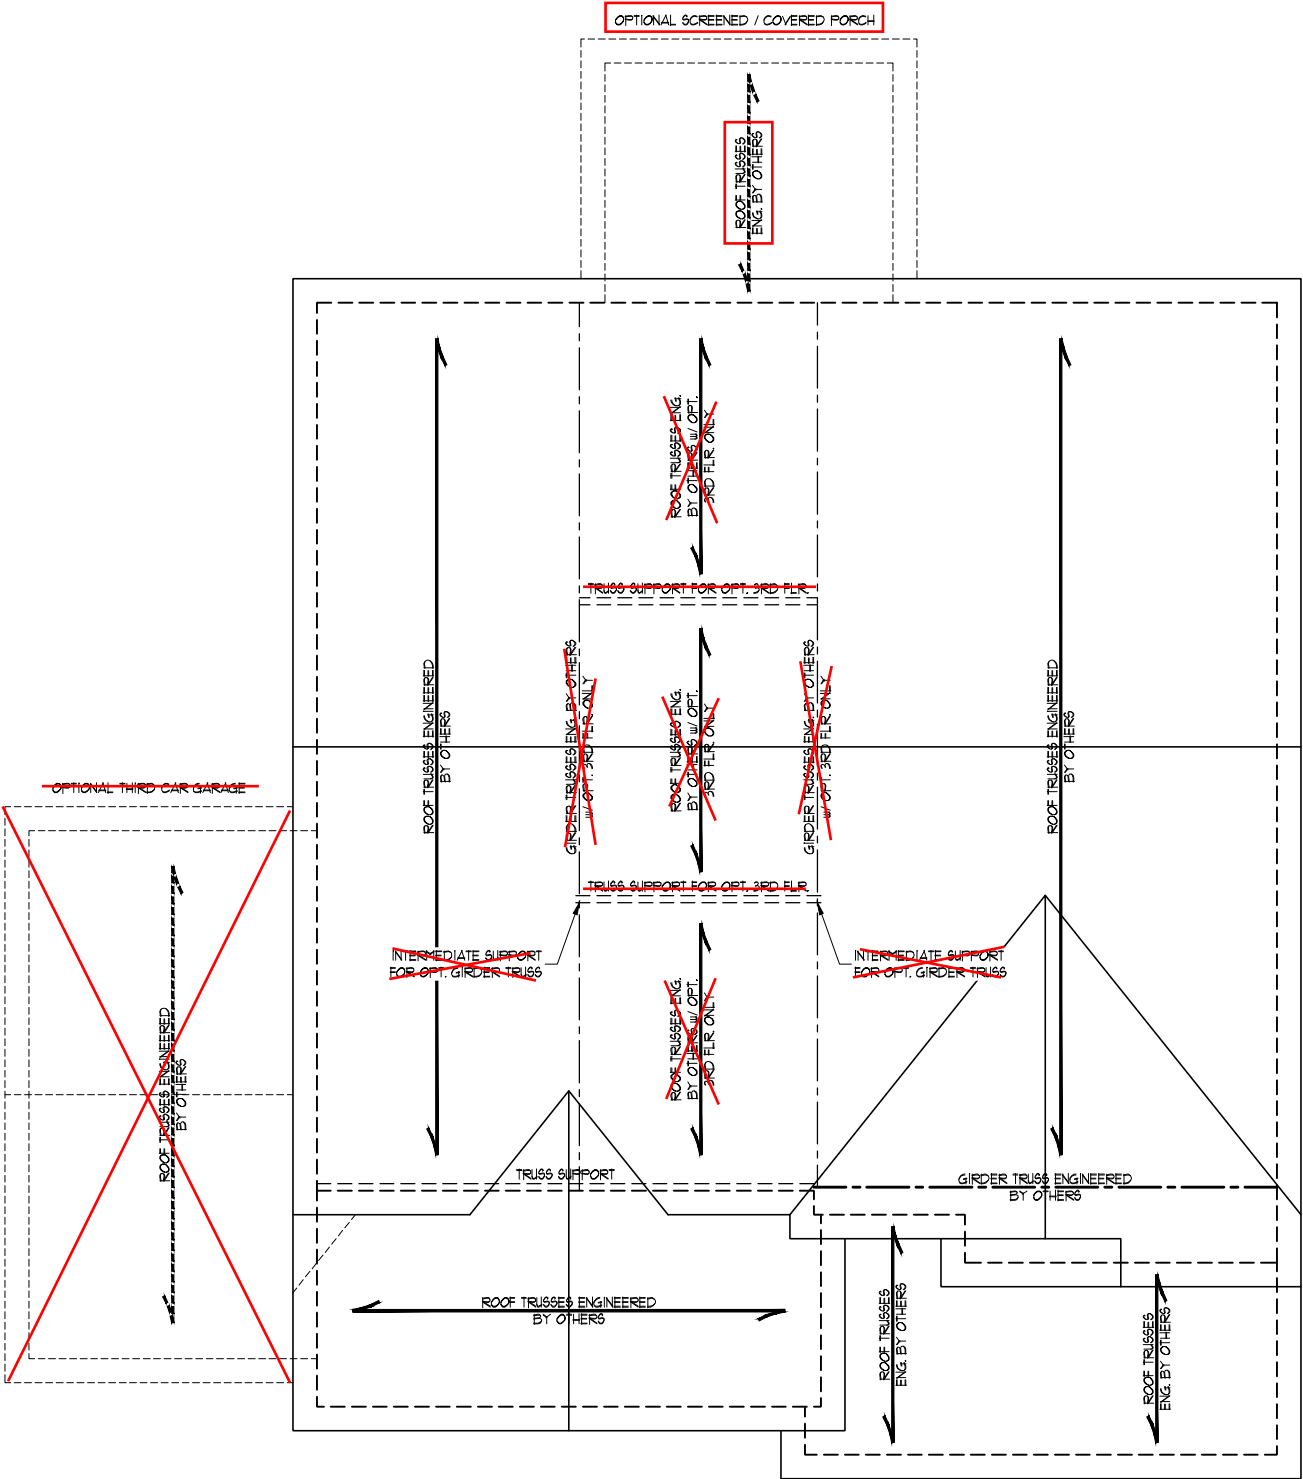 OPTIONAL SCREENED / COVERED PORCH
ROOF TRUSSES
ENG. BY OTHERS
ROOF TRUSSES ENG.
BY OTHERS w/ OPT.
3RD FLR. ONLY
TRUSS SUPPORT FOR OPT. 3RD FLR.
ROOF TRUSSES ENGINEERED
BY OTHERS
GIRDER TRUSSES ENG. BY OTHERS
w/ OPT. 3RD FLR ONLY
ROOF TRUSSES ENG.
BY OTHERS w/ OPT.
3RD FLR ONLY
GIRDER TRUSSES ENG. BY OTHERS
w/ OPT. 3RD FLR ONLY
ROOF TRUSSES ENGINEERED
BY OTHERS
OPTIONAL THIRD CAR GARAGE
TRUSS SUPPORT FOR OPT. 3RD FLR.
INTERMEDIATE SUPPORT
FOR OPT. GIRDER TRUSS
INTERMEDIATE SUPPORT
FOR OPT. GIRDER TRUSS
ROOF TRUSSES ENG.
BY OTHERS w/ OPT.
3RD FLR. ONLY
ROOF TRUSSES ENGINEERED
BY OTHERS
TRUSS SUPPORT
GIRDER TRUSS ENGINEERED
BY OTHERS
ROOF TRUSSES ENGINEERED
BY OTHERS
ROOF TRUSSES
ENG. BY OTHERS
ROOF TRUSSES
ENG. BY OTHERS